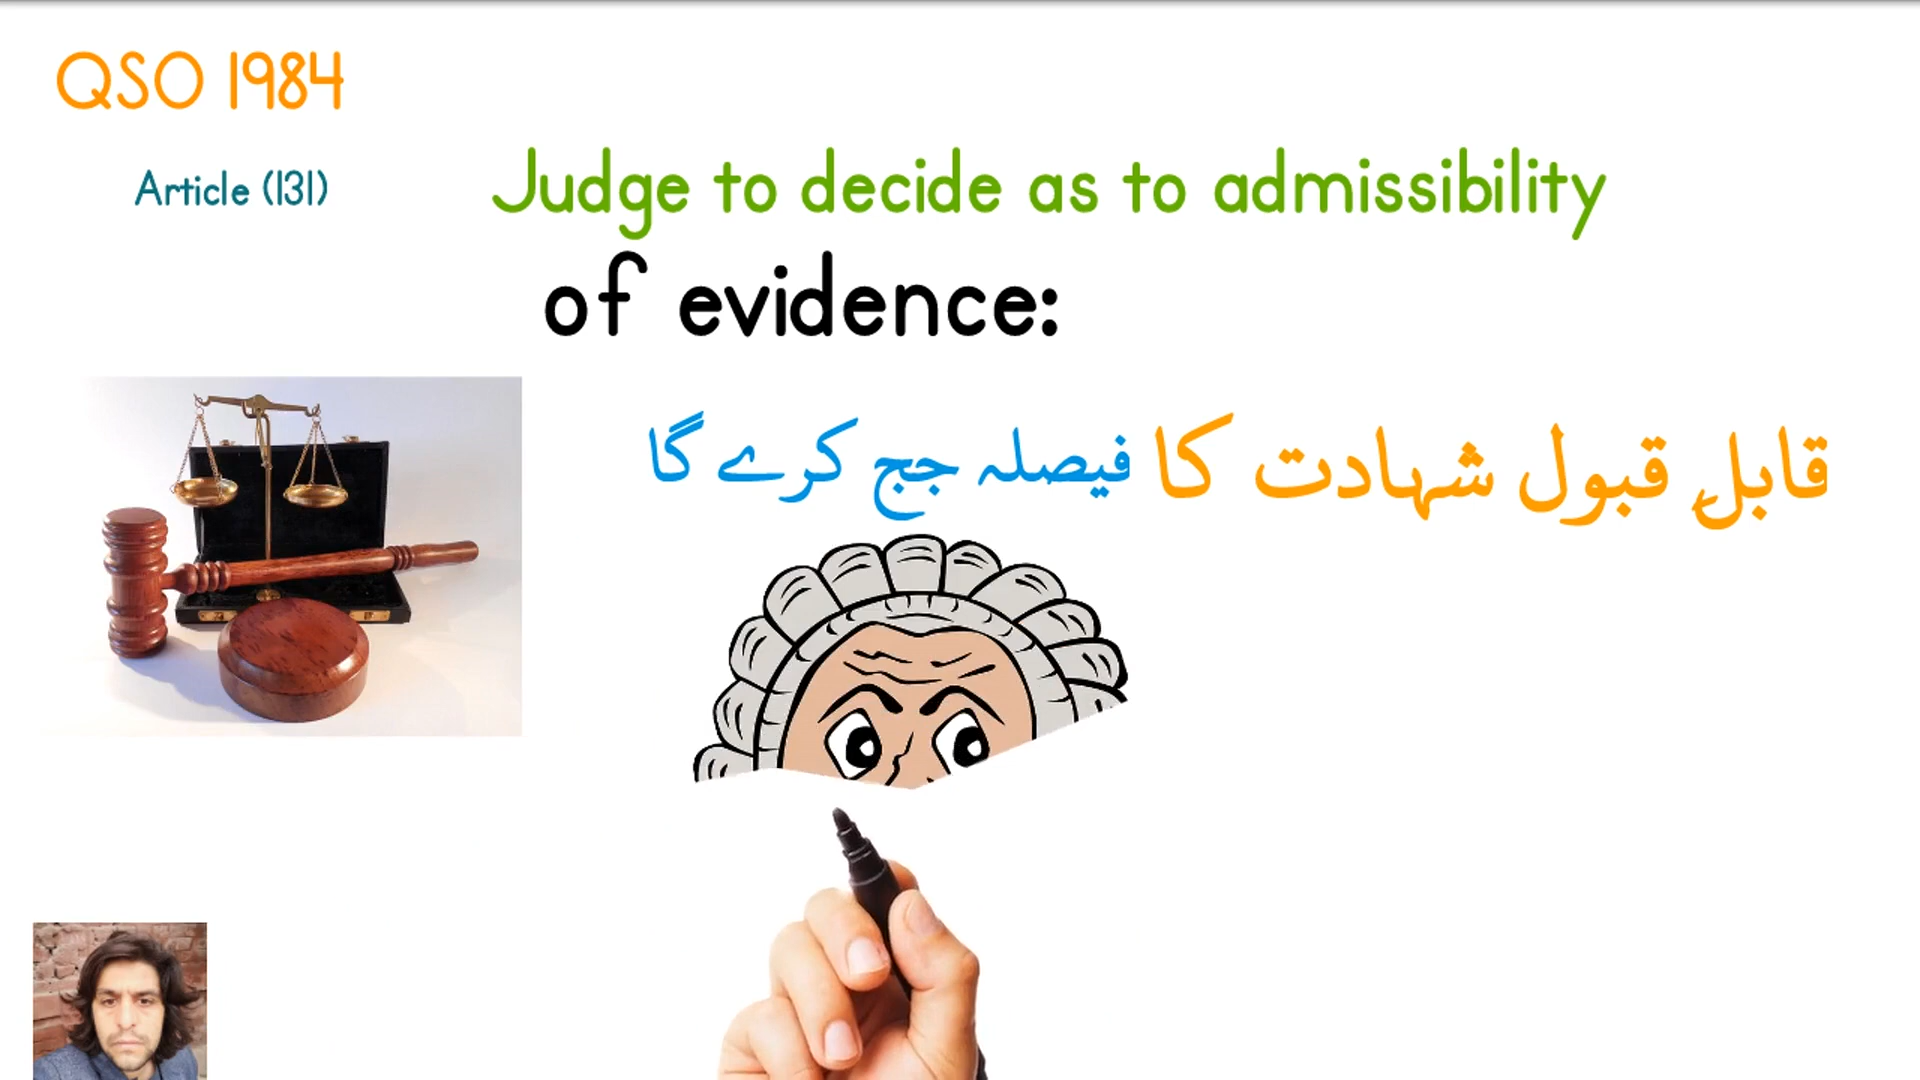 QSO 1984
Article (131)
Judge to decide as to admissibility
of evidence:
قابلِ قبول شہادت کا فیصلہ جج کرے گا